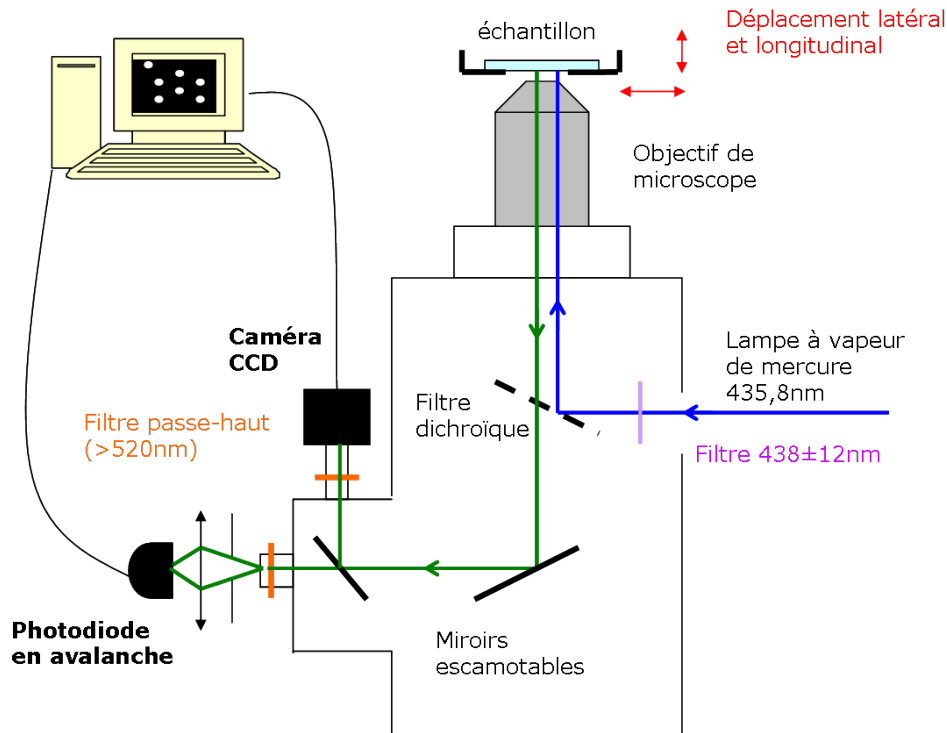 échantillon
Déplacement latéral
et longitudinal
Objectif de
microscope
Caméra
CCD
Lampe à vapeur
de mercure
435,8nm
Filtre
dichroïque
Filtre passe-haut
(>520nm)
Filtre 438±12nm
Photodiode
en avalanche
Miroirs
escamotables